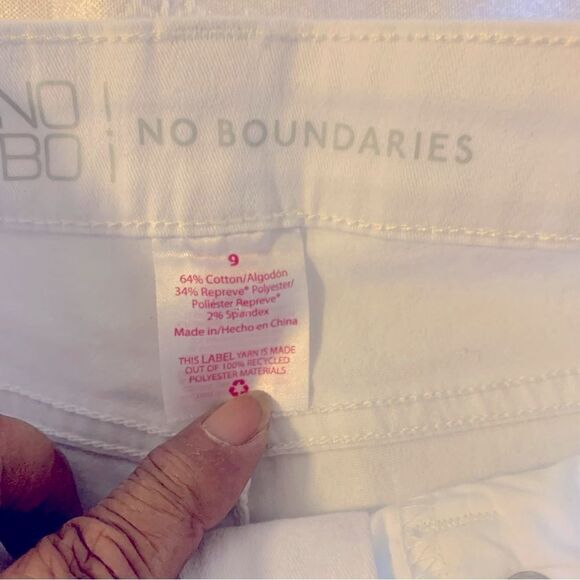 NO
BO
NO BOUNDARIES
9
64% Cotton/Algodón
34% Repreve® Polyester/
Poliéster Repreve®
2% Spandex
Made in/Hecho en China
THIS LABEL YARN IS MADE
OUT OF 100% RECYCLED
POLYESTER MATERIALS